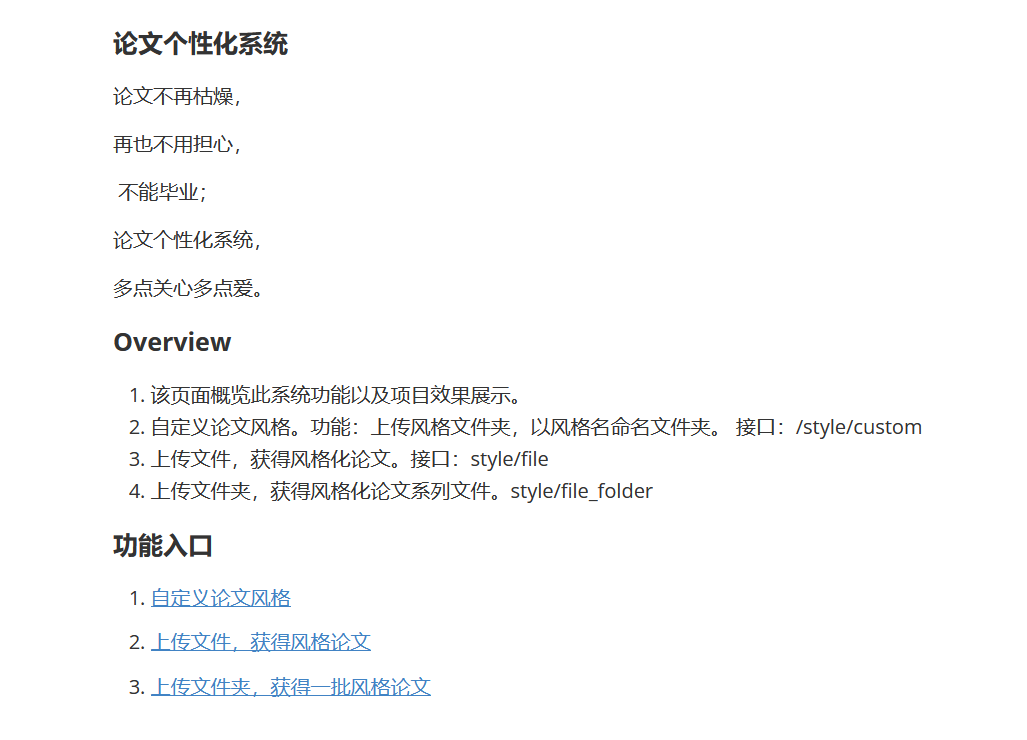 论文个性化系统
论文不再枯燥，
再也不用担心，
不能毕业；
论文个性化系统，
多点关心多点爱。
Overview
1. 该页面概览此系统功能以及项目效果展示。
2. 自定义论文风格。功能：上传风格文件夹，以风格名命名文件夹。 接口：/style/custom
3. 上传文件，获得风格化论文。接口：style/file
4. 上传文件夹，获得风格化论文系列文件。style/file_folder
功能入口
1. 自定义论文风格
2. 上传文件，获得风格论文
3. 上传文件夹，获得一批风格论文